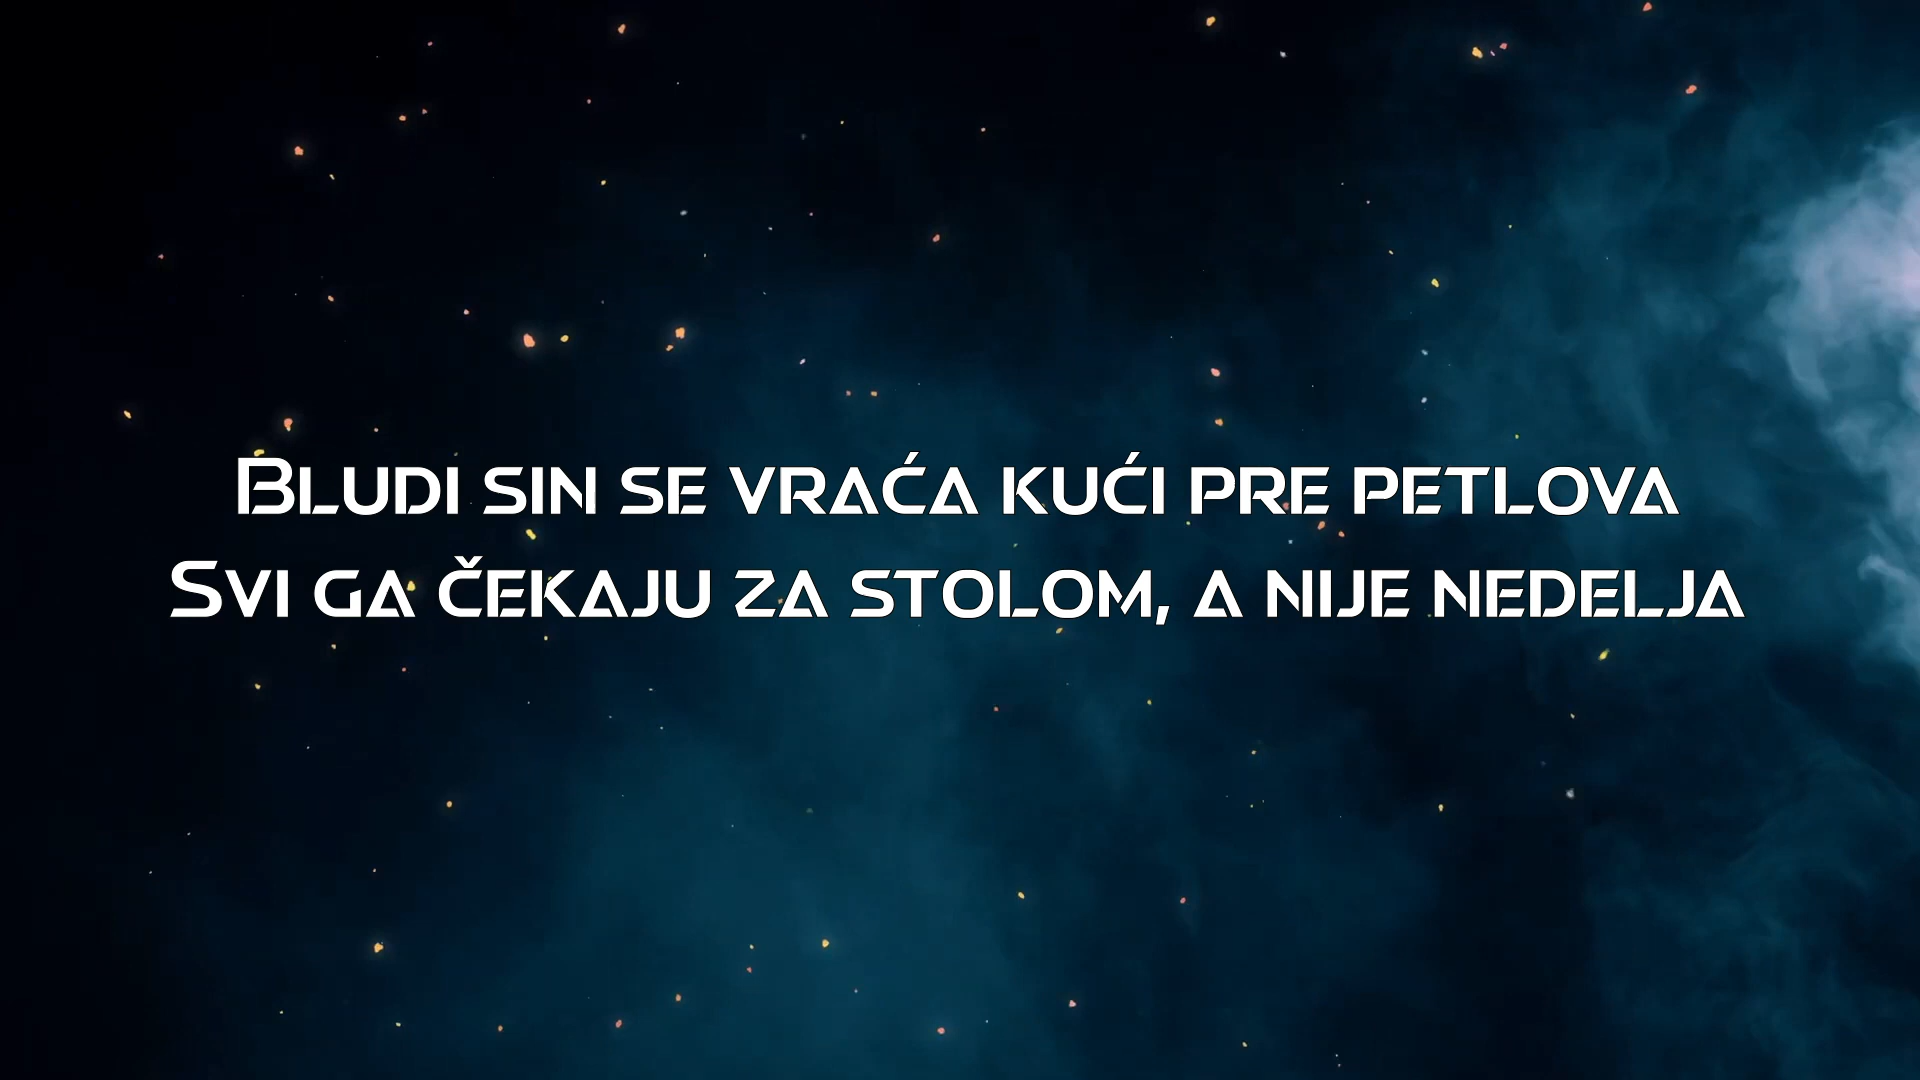 Bludi sin se vraća kući pre petlova
Svi ga čekaju za stolom, a nije nedelja